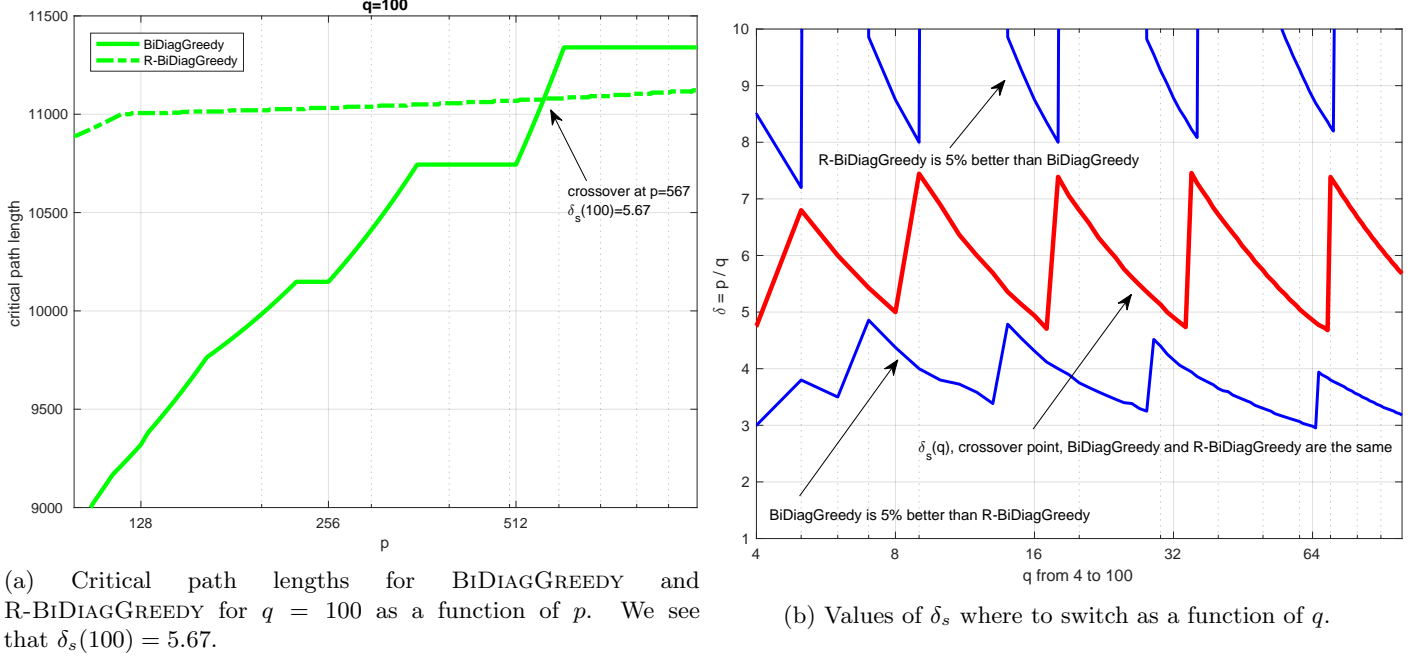 q=100
11500
11000
10500
10000
9500
9000
critical path length
BiDiagGreedy
R-BiDiagGreedy
crossover at p=567
δs(100)=5.67
128
256
512
p
(a) Critical path lengths for BIDIAGGREEDY and
R-BIDIAGGREEDY for q = 100 as a function of p. We see
that δs(100) = 5.67.
10
9
8
7
6
5
4
3
2
1
δ = p / q
R-BiDiagGreedy is 5% better than BiDiagGreedy
δs(q), crossover point, BiDiagGreedy and R-BiDiagGreedy are the same
BiDiagGreedy is 5% better than R-BiDiagGreedy
4
8
16
32
64
q from 4 to 100
(b) Values of δs where to switch as a function of q.